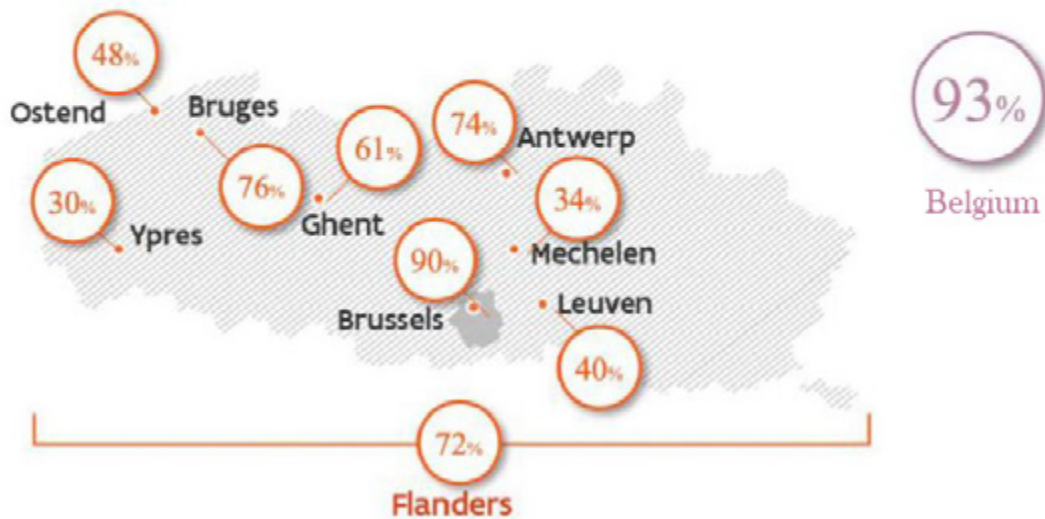 48%
Ostend
Bruges
74%
Antwerp
93%
61%
30%
76%
34%
Ypres
Ghent
Belgium
90%
Mechelen
Brussels
Leuven
40%
72%
Flanders